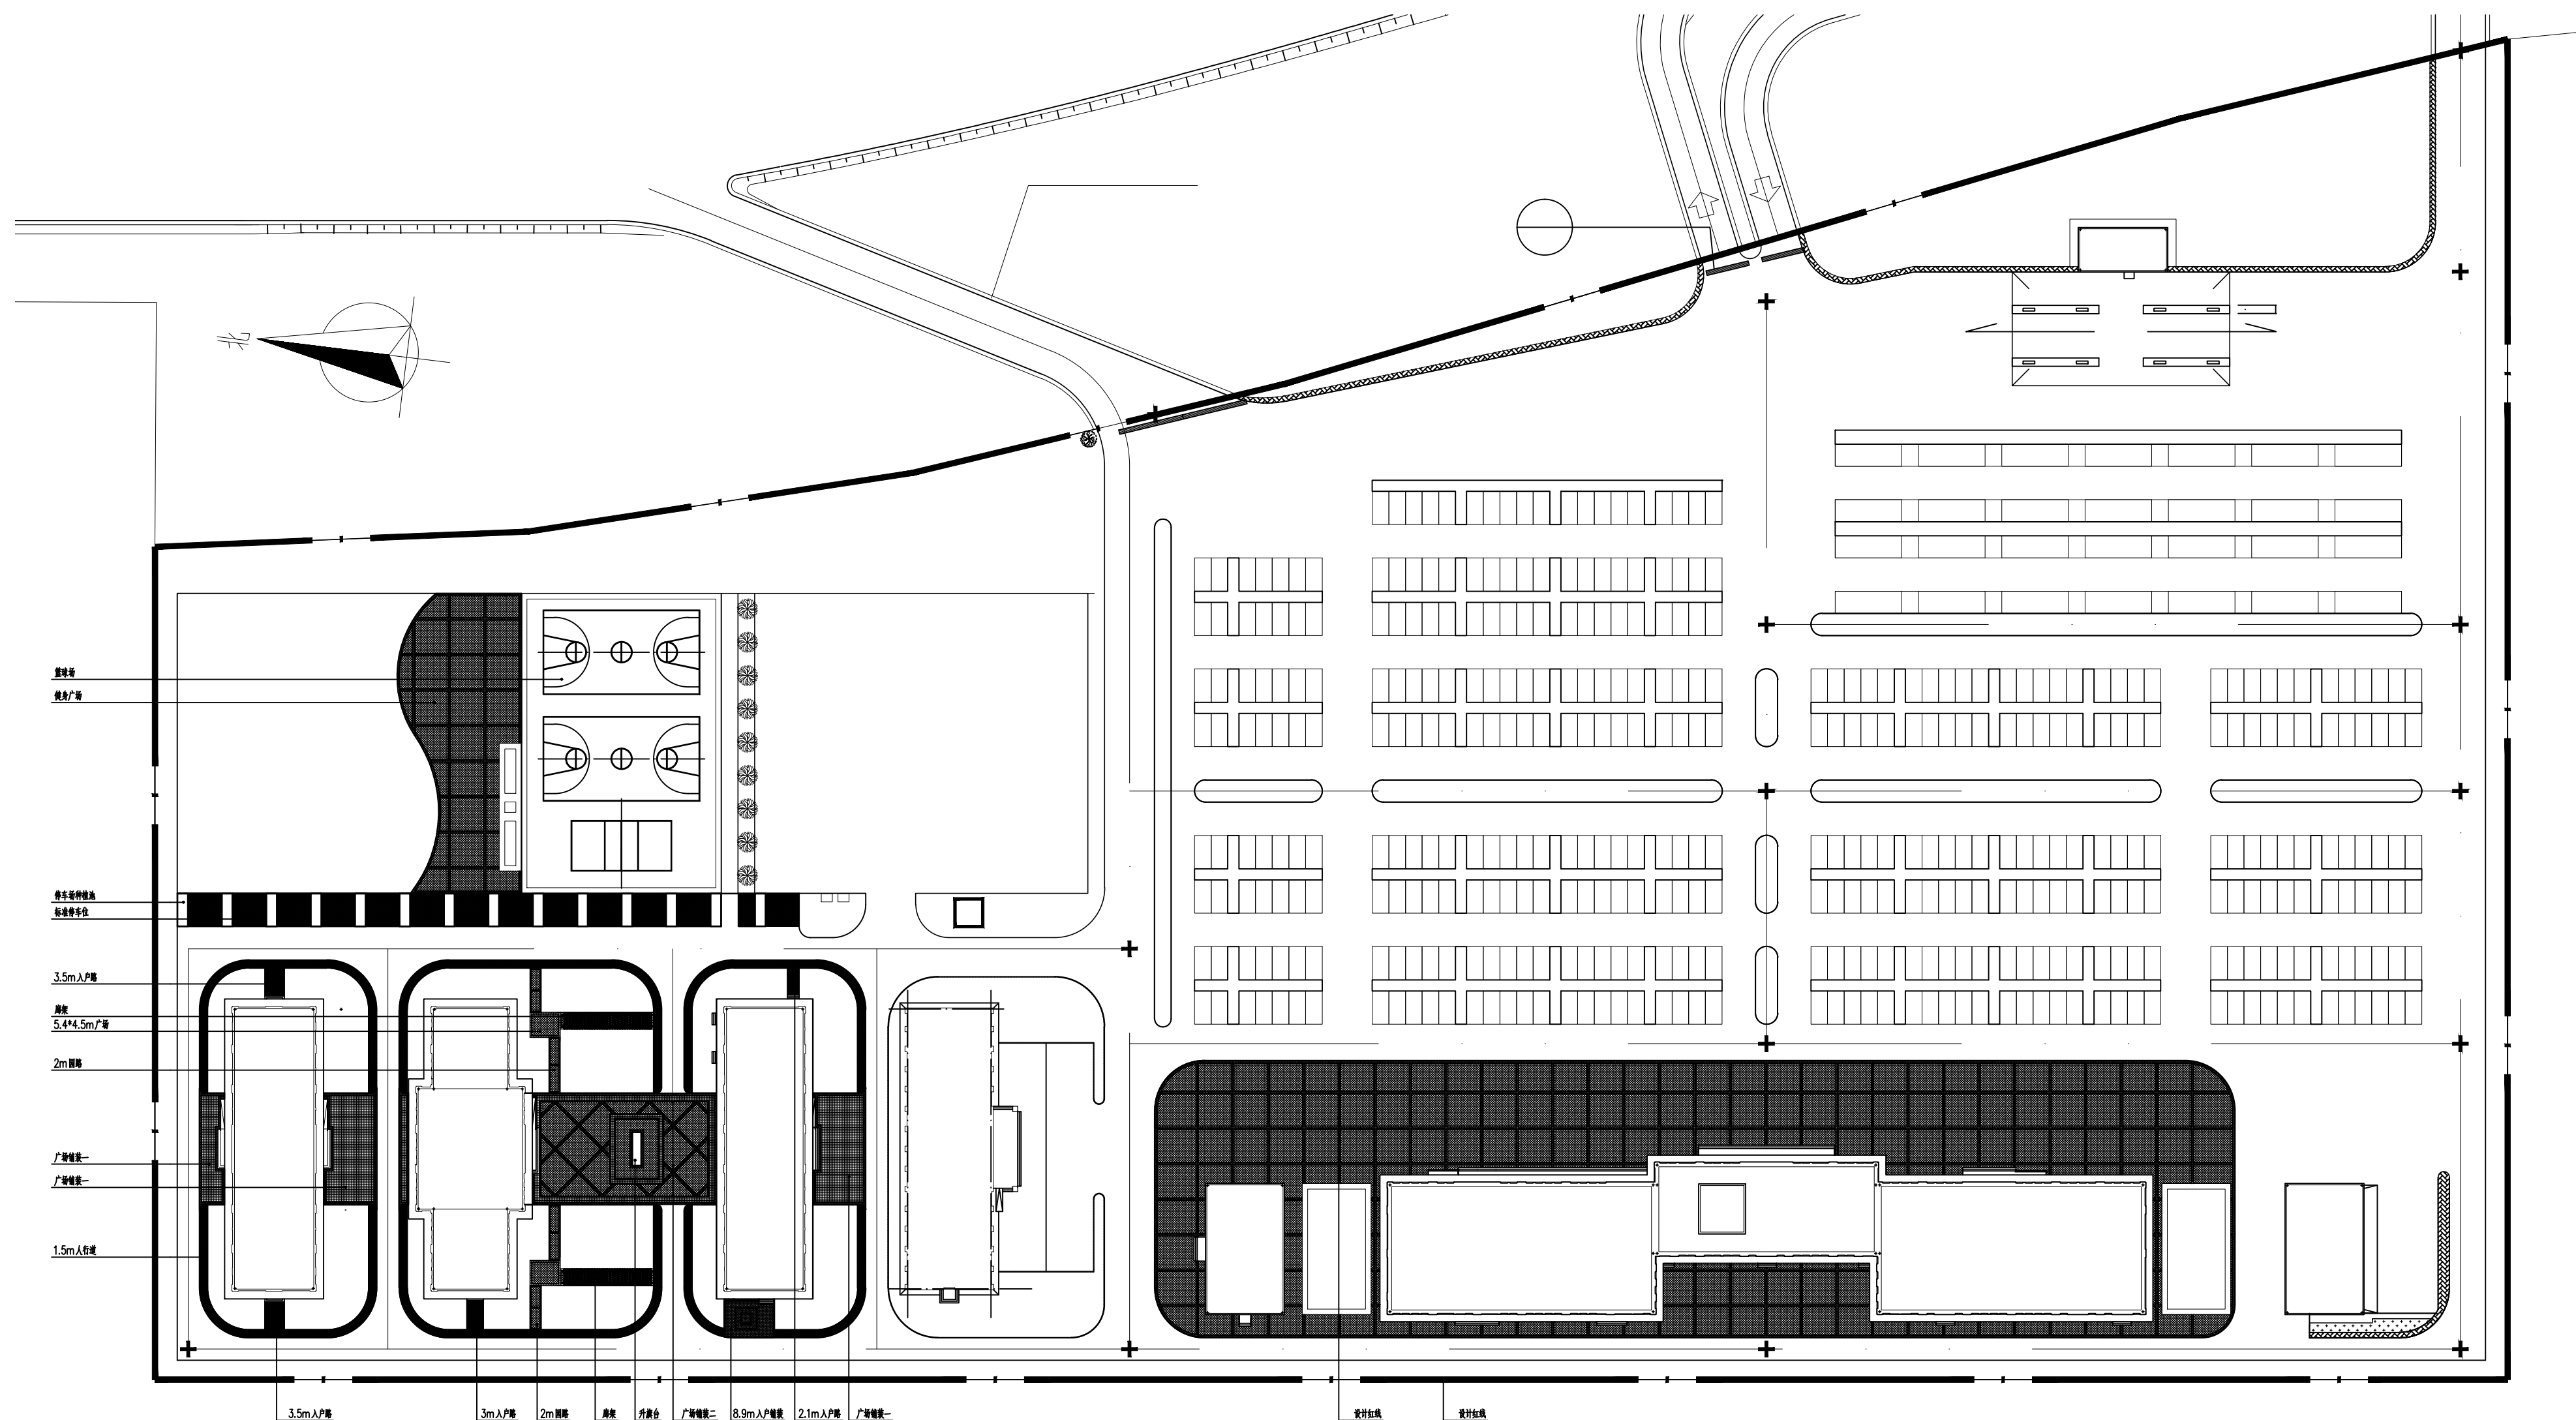 北
篮球场
健身广场
停车场种植池
标准停车位
3.5m入户路
廊架
5.4*4.5m广场
2m园路
广场铺装一
广场铺装一
1.5m人行道
3.5m入户路
3m入户路
2m园路
廊架
升旗台
广场铺装二
8.9m入户铺装
2.1m入户路
广场铺装一
设计红线
设计红线